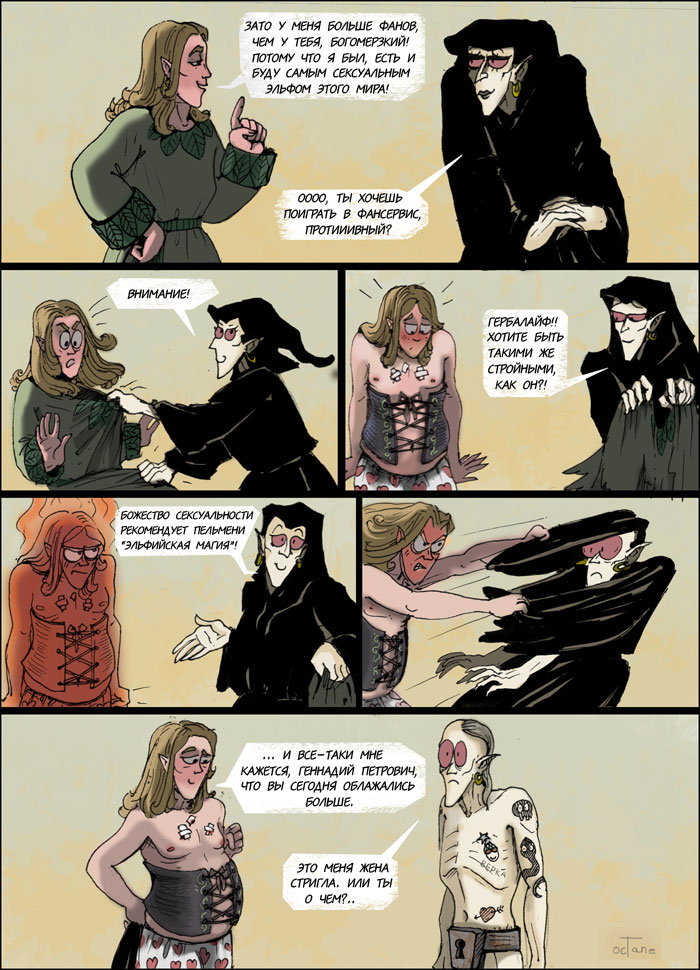 ЗАТО У МЕНЯ БОЛЬШЕ ФАНОВ,
ЧЕМ У ТЕБЯ, БОГОМЕРЗКИЙ!
ПОТОМУ ЧТО Я БЫЛ, ЕСТЬ И
БУДУ САМЫМ СЕКСУАЛЬНЫМ
ЭЛЬФОМ ЭТОГО МИРА!
ОООО, ТЫ ХОЧЕШЬ
ПОИГРАТЬ В ФАНСЕРВИС,
ПРОТИИИВНЫЙ?
ВНИМАНИЕ!
ГЕРБАЛАЙФ!!
ХОТИТЕ БЫТЬ
ТАКИМИ ЖЕ
СТРОЙНЫМИ,
КАК ОН?!
БОЖЕСТВО СЕКСУАЛЬНОСТИ
РЕКОМЕНДУЕТ ПЕЛЬМЕНИ
"ЭЛЬФИЙСКАЯ МАГИЯ"!
... И ВСЕ-ТАКИ МНЕ
КАЖЕТСЯ, ГЕННАДИЙ ПЕТРОВИЧ,
ЧТО ВЫ СЕГОДНЯ ОБЛАЖАЛИСЬ
БОЛЬШЕ.
ЭТО МЕНЯ ЖЕНА
СТРИГЛА. ИЛИ ТЫ
О ЧЕМ?..
ВЕРКА
octane